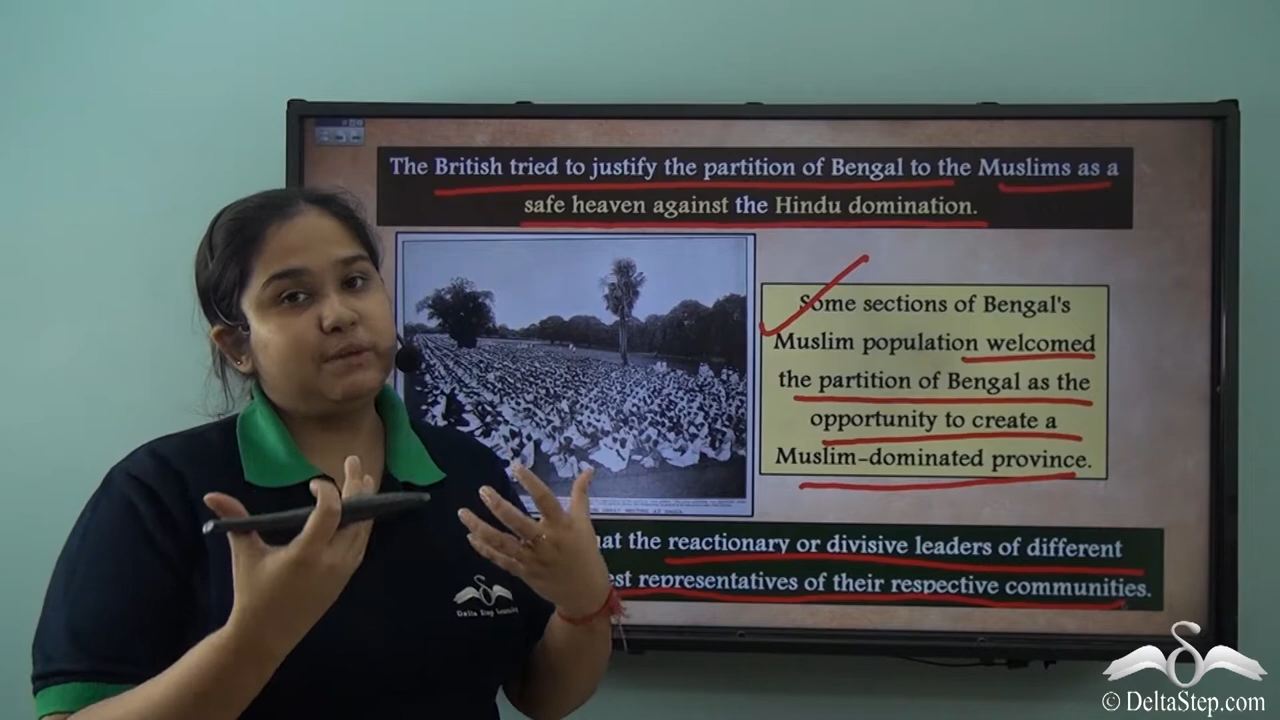 The British tried to justify the partition of Bengal to the Muslims as a
safe heaven against the Hindu domination.
Some sections of Bengal's
Muslim population welcomed
the partition of Bengal as the
opportunity to create a
Muslim-dominated province.
the reactionary or divisive leaders of different
representatives of their respective communities.
Delta Step
© DeltaStep.com